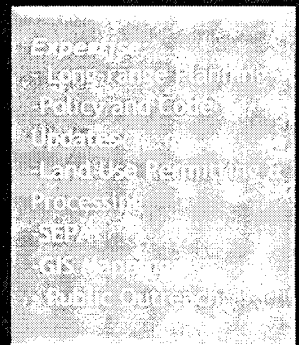 Expertise:
-Long-range Planning
-Policy and Code
Updates
-Land Use Permitting &
Processing
-SEPA
-GIS Mapping
-Public Outreach